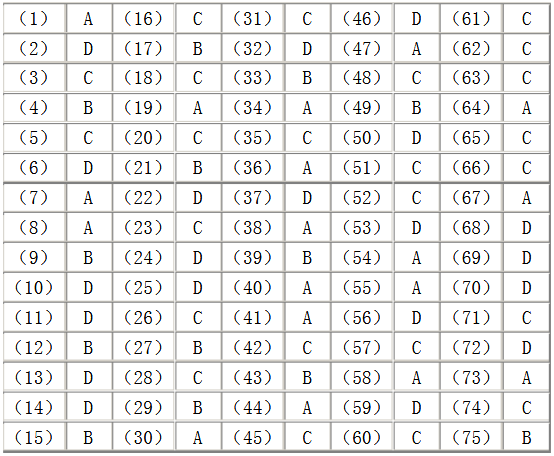 (1) A (16) C (31) C (46) D (61) C
(2) D (17) B (32) D (47) A (62) C
(3) C (18) C (33) B (48) C (63) C
(4) B (19) A (34) A (49) B (64) A
(5) C (20) C (35) C (50) D (65) C
(6) D (21) B (36) A (51) C (66) C
(7) A (22) D (37) D (52) C (67) A
(8) A (23) C (38) A (53) D (68) D
(9) B (24) D (39) B (54) A (69) D
(10) D (25) D (40) A (55) A (70) D
(11) D (26) C (41) A (56) D (71) C
(12) B (27) B (42) C (57) C (72) D
(13) D (28) C (43) B (58) A (73) A
(14) D (29) B (44) A (59) D (74) C
(15) B (30) A (45) C (60) C (75) B